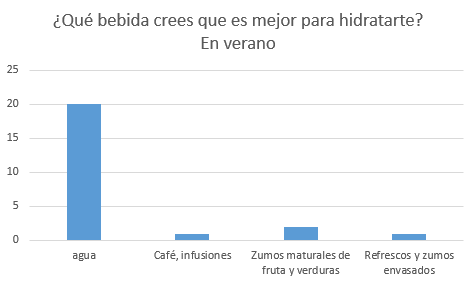 ¿Qué bebida crees que es mejor para hidratarte?
En verano
25
20
15
10
5
0
agua
Café, infusiones
Zumos maturales de
fruta y verduras
Refrescos y zumos
envasados